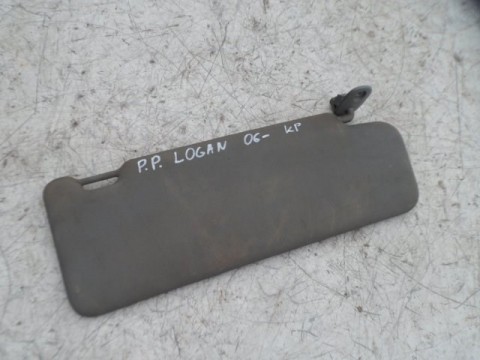 P.P. LOGAN 06- KP